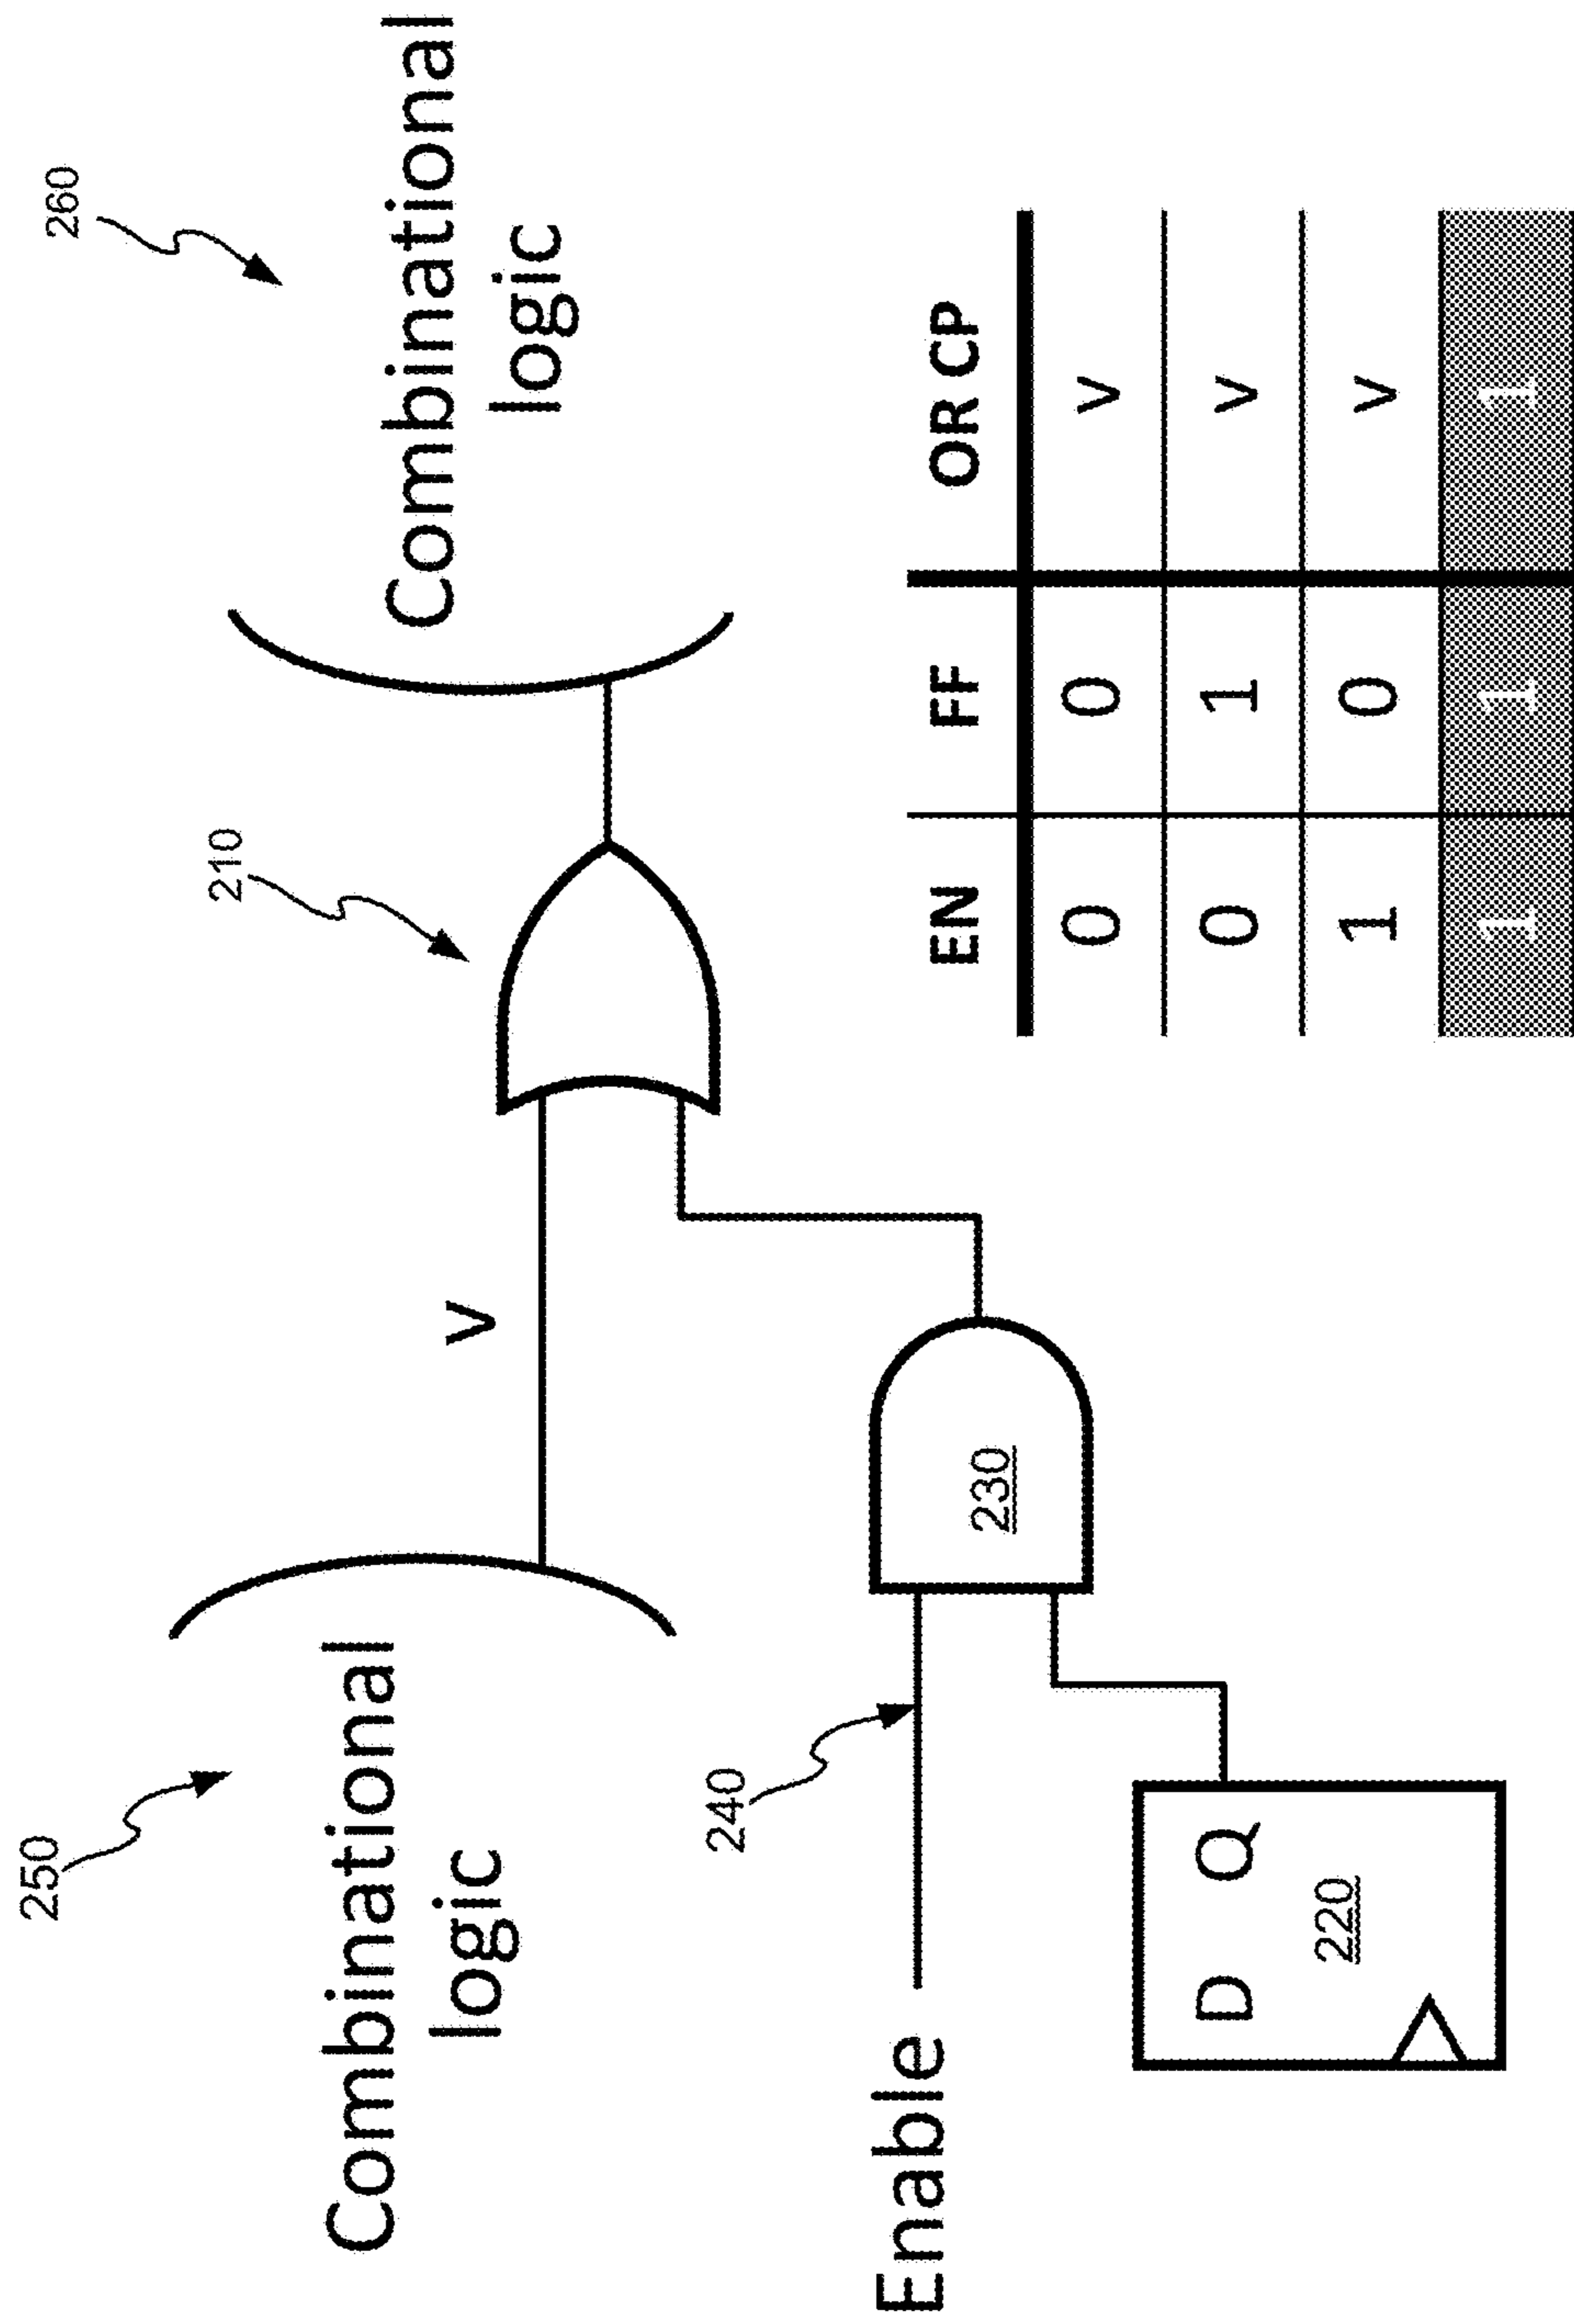 250
Combinational
logic
v
210
260
Combinational
logic
240
Enable
230
D Q
220
EN FF OR CP
0 0 v
0 1 v
1 0 v
1 1 1